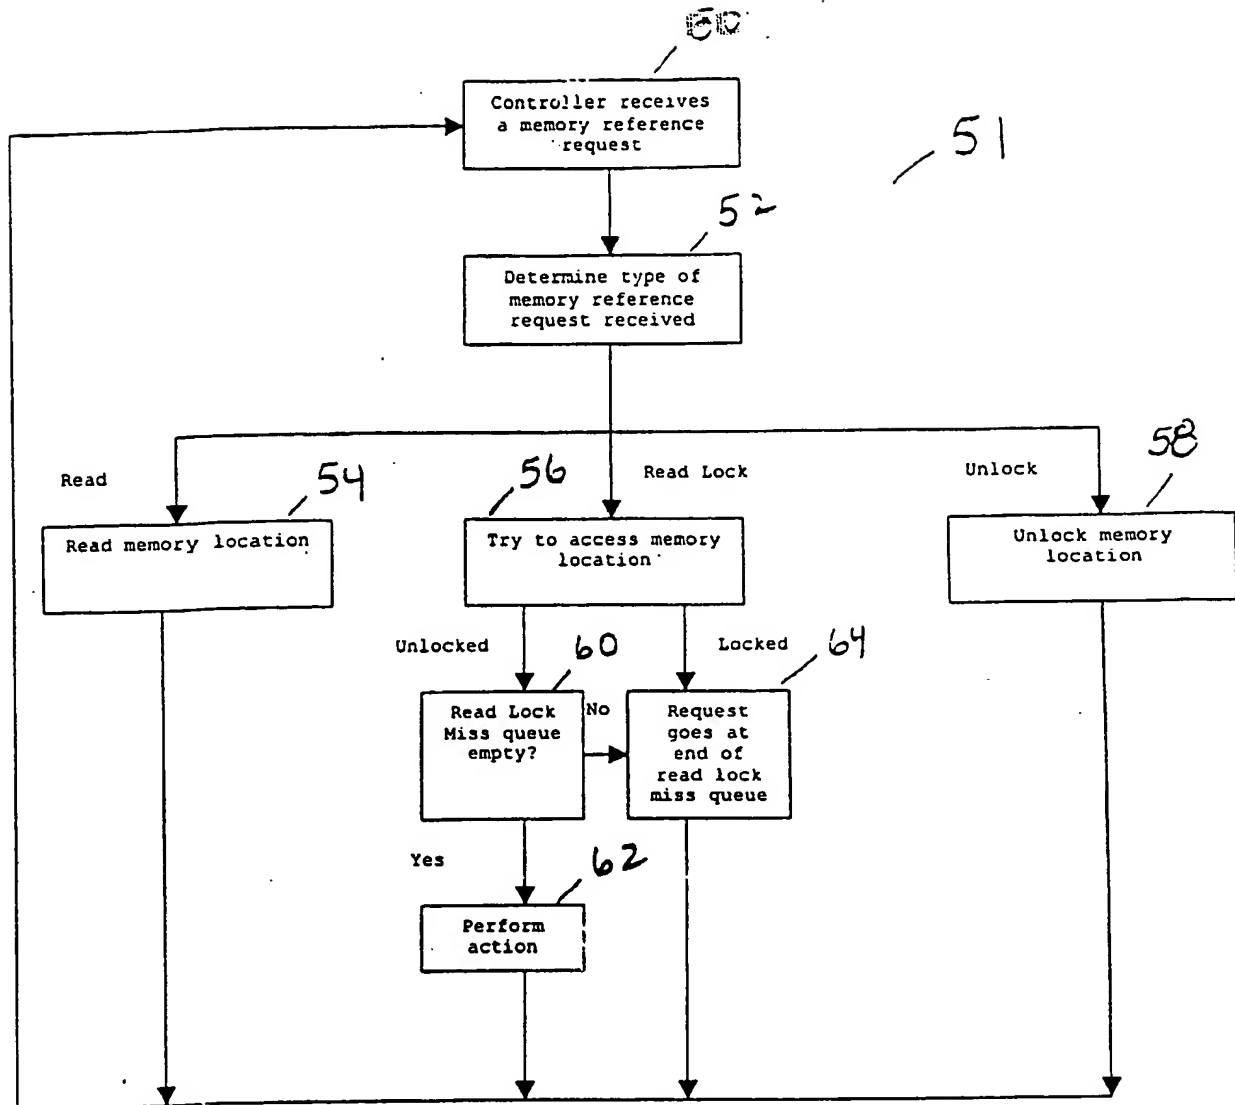 Controller receives
a memory reference
request
51
52
Determine type of
memory reference
request received
Read
54
56
Read Lock
Unlock
58
Read memory location
Try to access memory
location
Unlock memory
location
Unlocked
60
Locked
64
Read Lock
Miss queue
empty?
No
Request
goes at
end of
read lock
miss queue
Yes
62
Perform
action